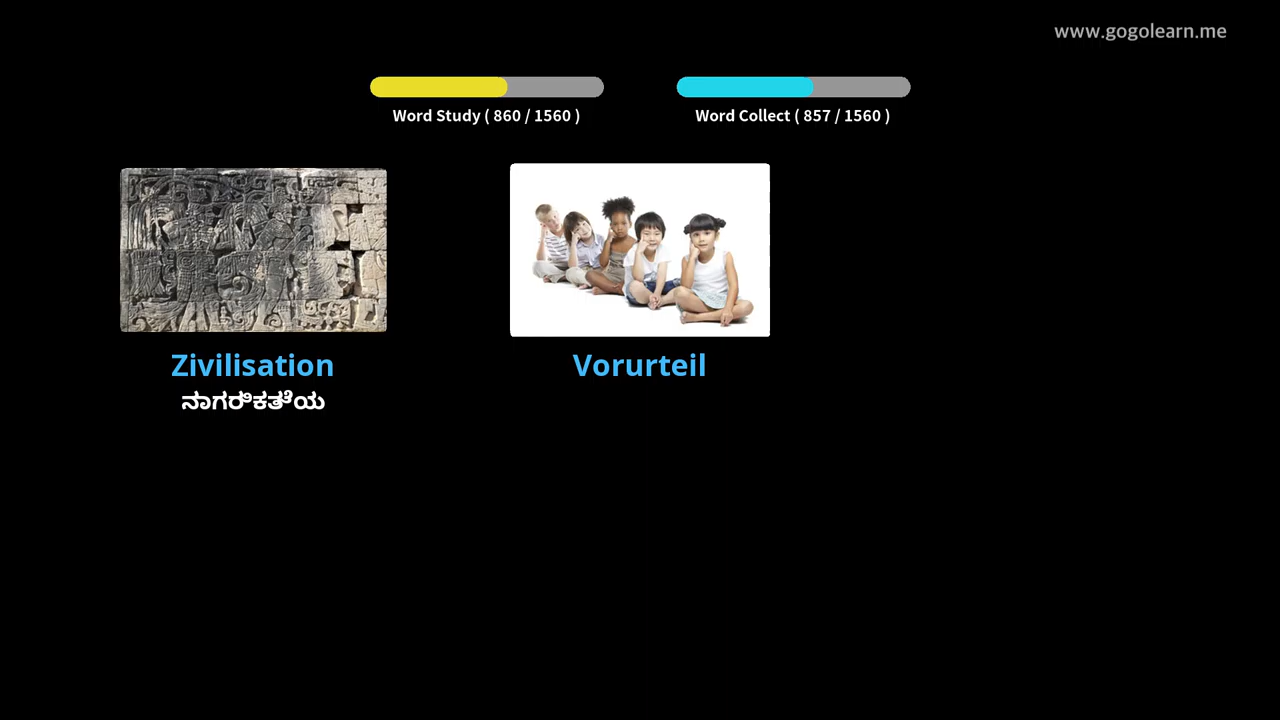 www.gogolearn.me
Word Study ( 860 / 1560 )
Word Collect ( 857 / 1560 )
Zivilisation
ನಾಗರಿಕತೆಯ
Vorurteil